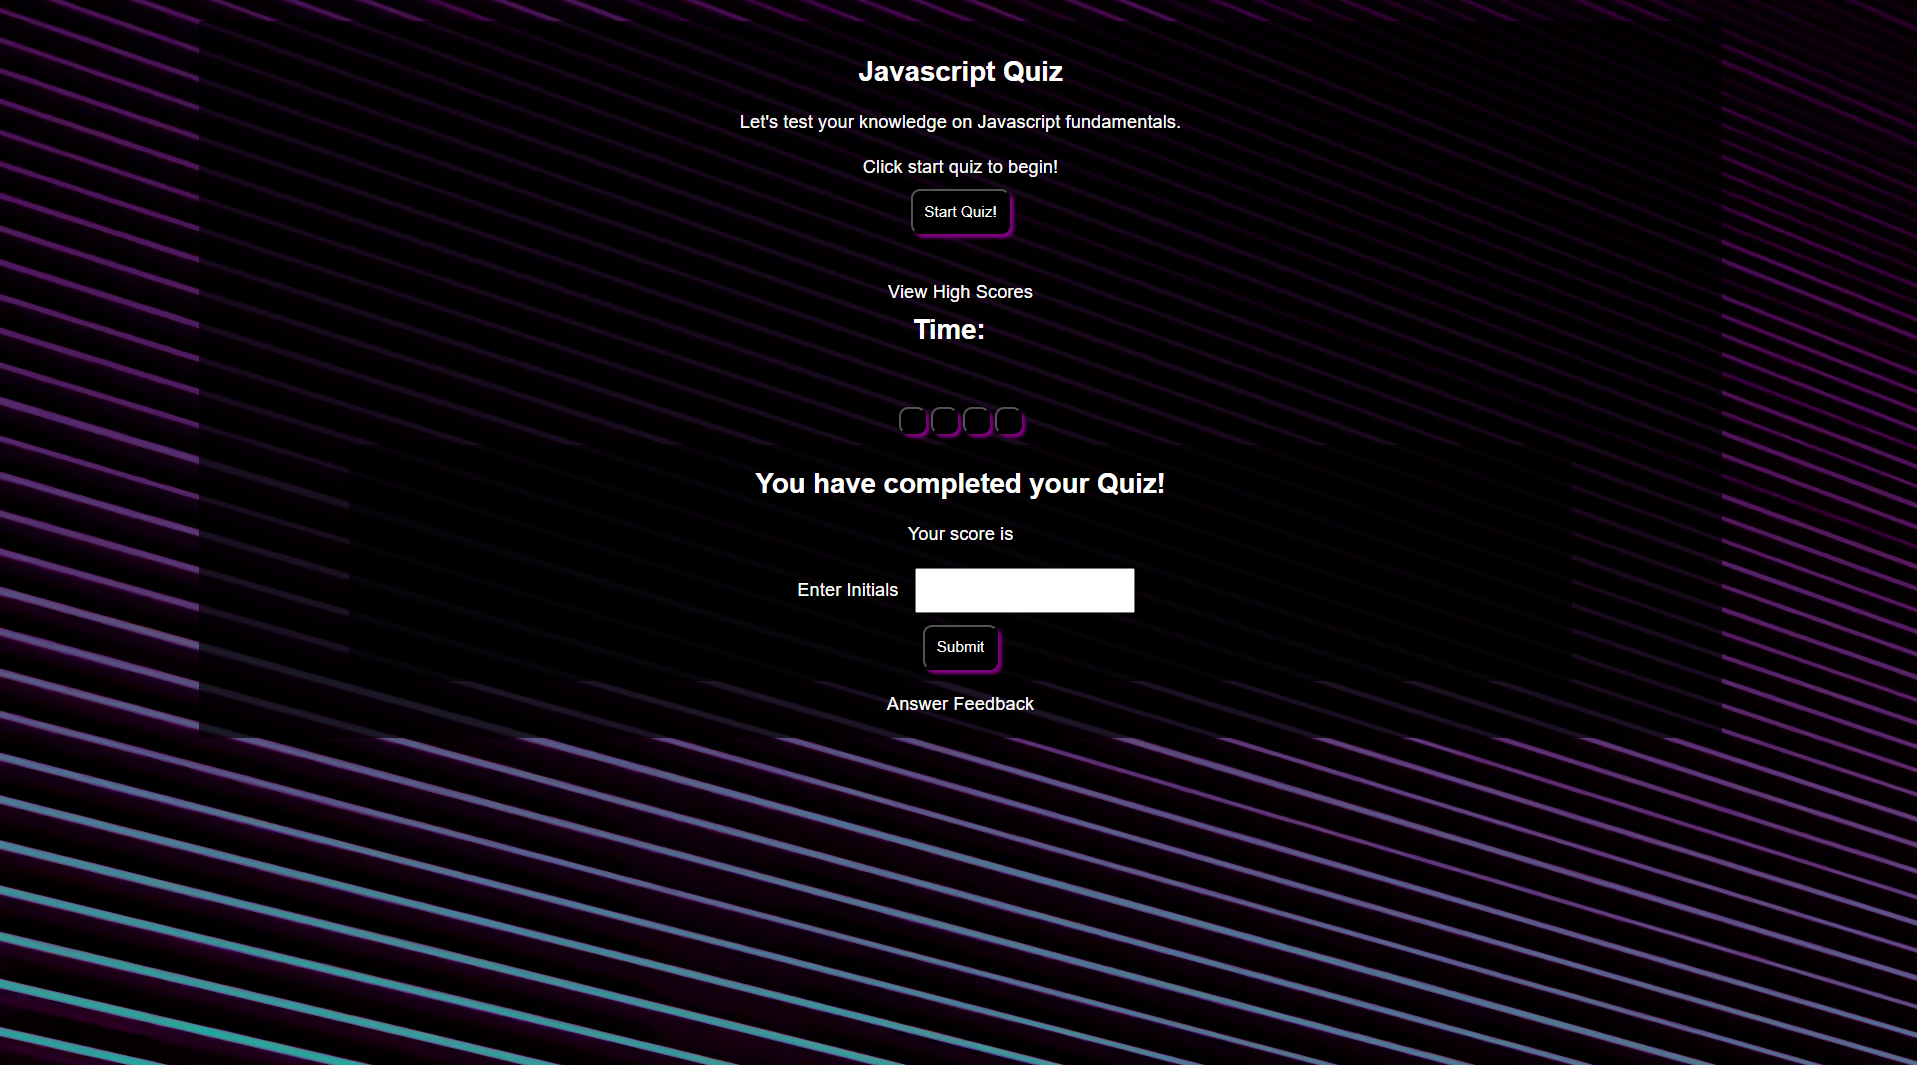 Javascript Quiz
Let's test your knowledge on Javascript fundamentals.
Click start quiz to begin!
Start Quiz!
View High Scores
Time:
You have completed your Quiz!
Your score is
Enter Initials
Submit
Answer Feedback